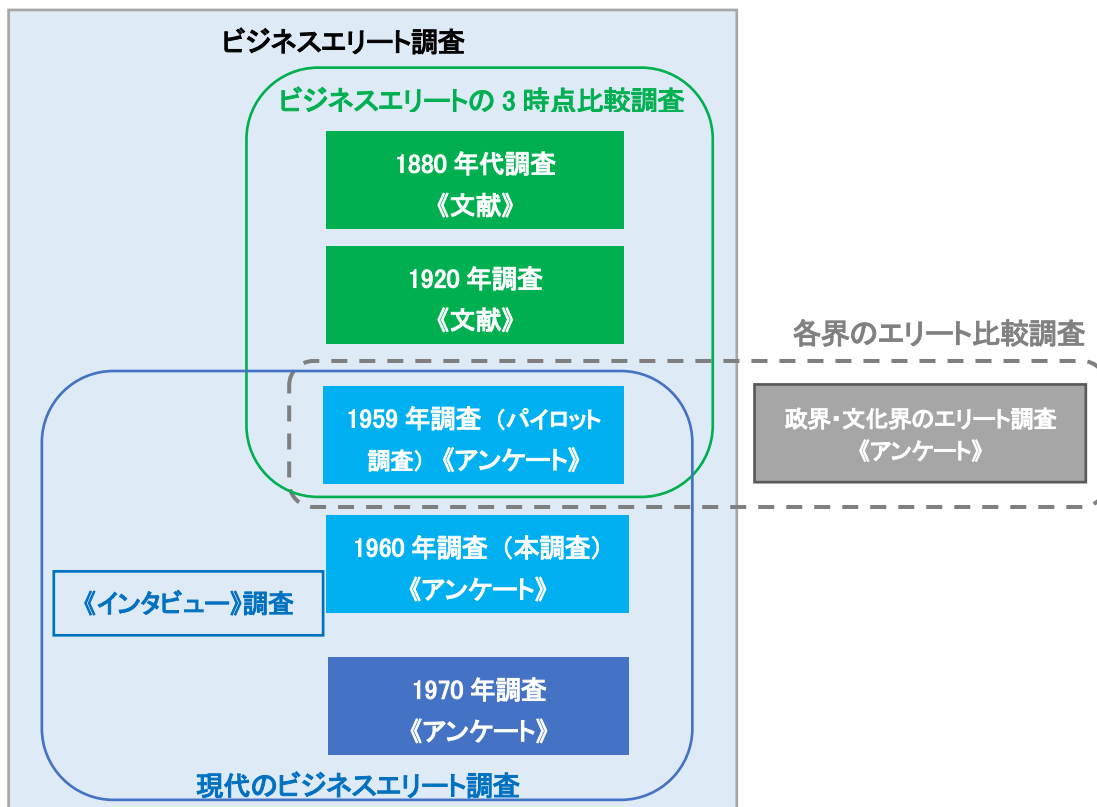 ビジネスエリート調査
ビジネスエリートの 3 時点比較調査
1880 年代調査
《文献》
1920 年調査
《文献》
各界のエリート比較調査
1959 年調査（パイロット
調査）《アンケート》
政界・文化界のエリート調査
《アンケート》
1960 年調査（本調査）
《アンケート》
《インタビュー》調査
1970 年調査
《アンケート》
現代のビジネスエリート調査